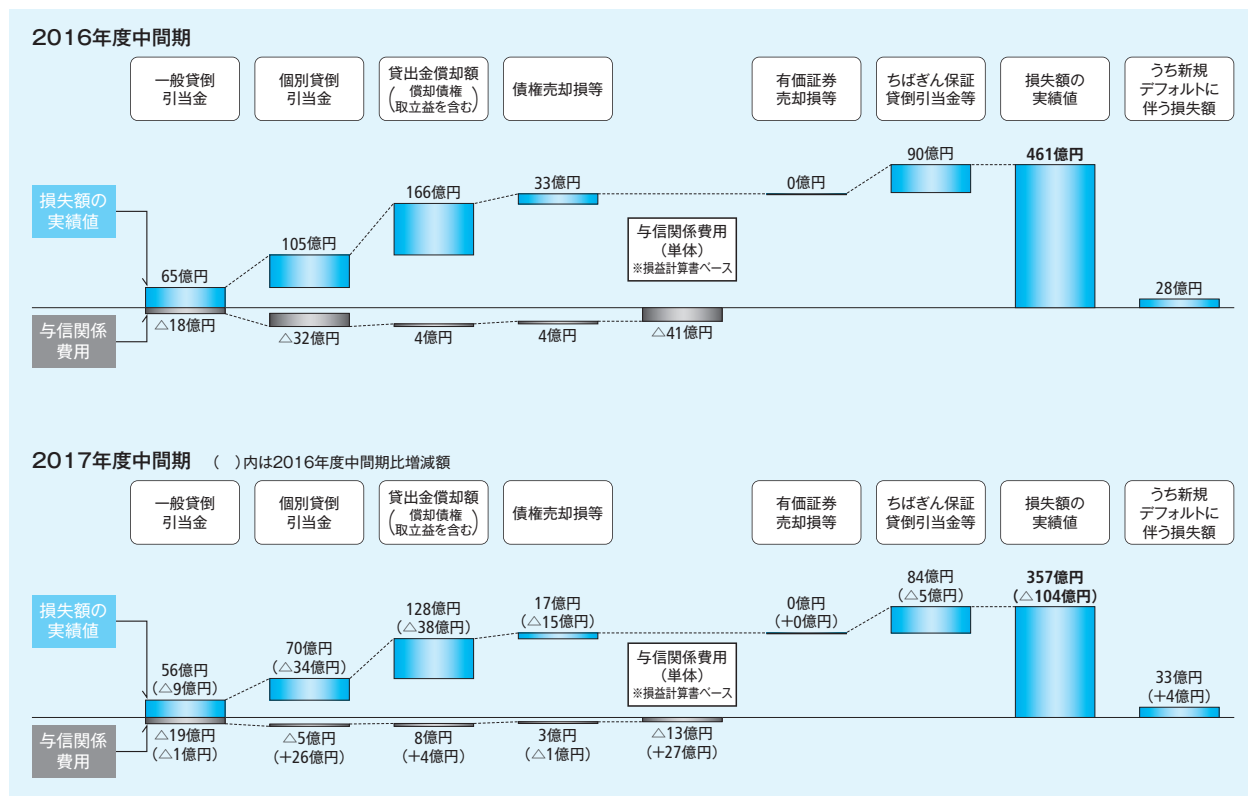 2016年度中間期
一般貸倒
引当金
個別貸倒
引当金
貸出金償却額
(償却債権
取立益を含む)
債権売却損等
有価証券
売却損等
ちばぎん保証
貸倒引当金等
損失額の
実績値
うち新規
デフォルトに
伴う損失額
損失額の
実績値
65億円
105億円
166億円
33億円
0億円
90億円
461億円
28億円
与信関係費用
(単体)
※損益計算書ベース
与信関係
費用
△18億円
△32億円
4億円
4億円
△41億円
2017年度中間期 ( )内は2016年度中間期比増減額
一般貸倒
引当金
個別貸倒
引当金
貸出金償却額
(償却債権
取立益を含む)
債権売却損等
有価証券
売却損等
ちばぎん保証
貸倒引当金等
損失額の
実績値
うち新規
デフォルトに
伴う損失額
損失額の
実績値
56億円
(△9億円)
70億円
(△34億円)
128億円
(△38億円)
17億円
(△15億円)
0億円
(+0億円)
84億円
(△5億円)
357億円
(△104億円)
33億円
(+4億円)
与信関係費用
(単体)
※損益計算書ベース
与信関係
費用
△19億円
(△1億円)
△5億円
(+26億円)
8億円
(+4億円)
3億円
(△1億円)
△13億円
(+27億円)